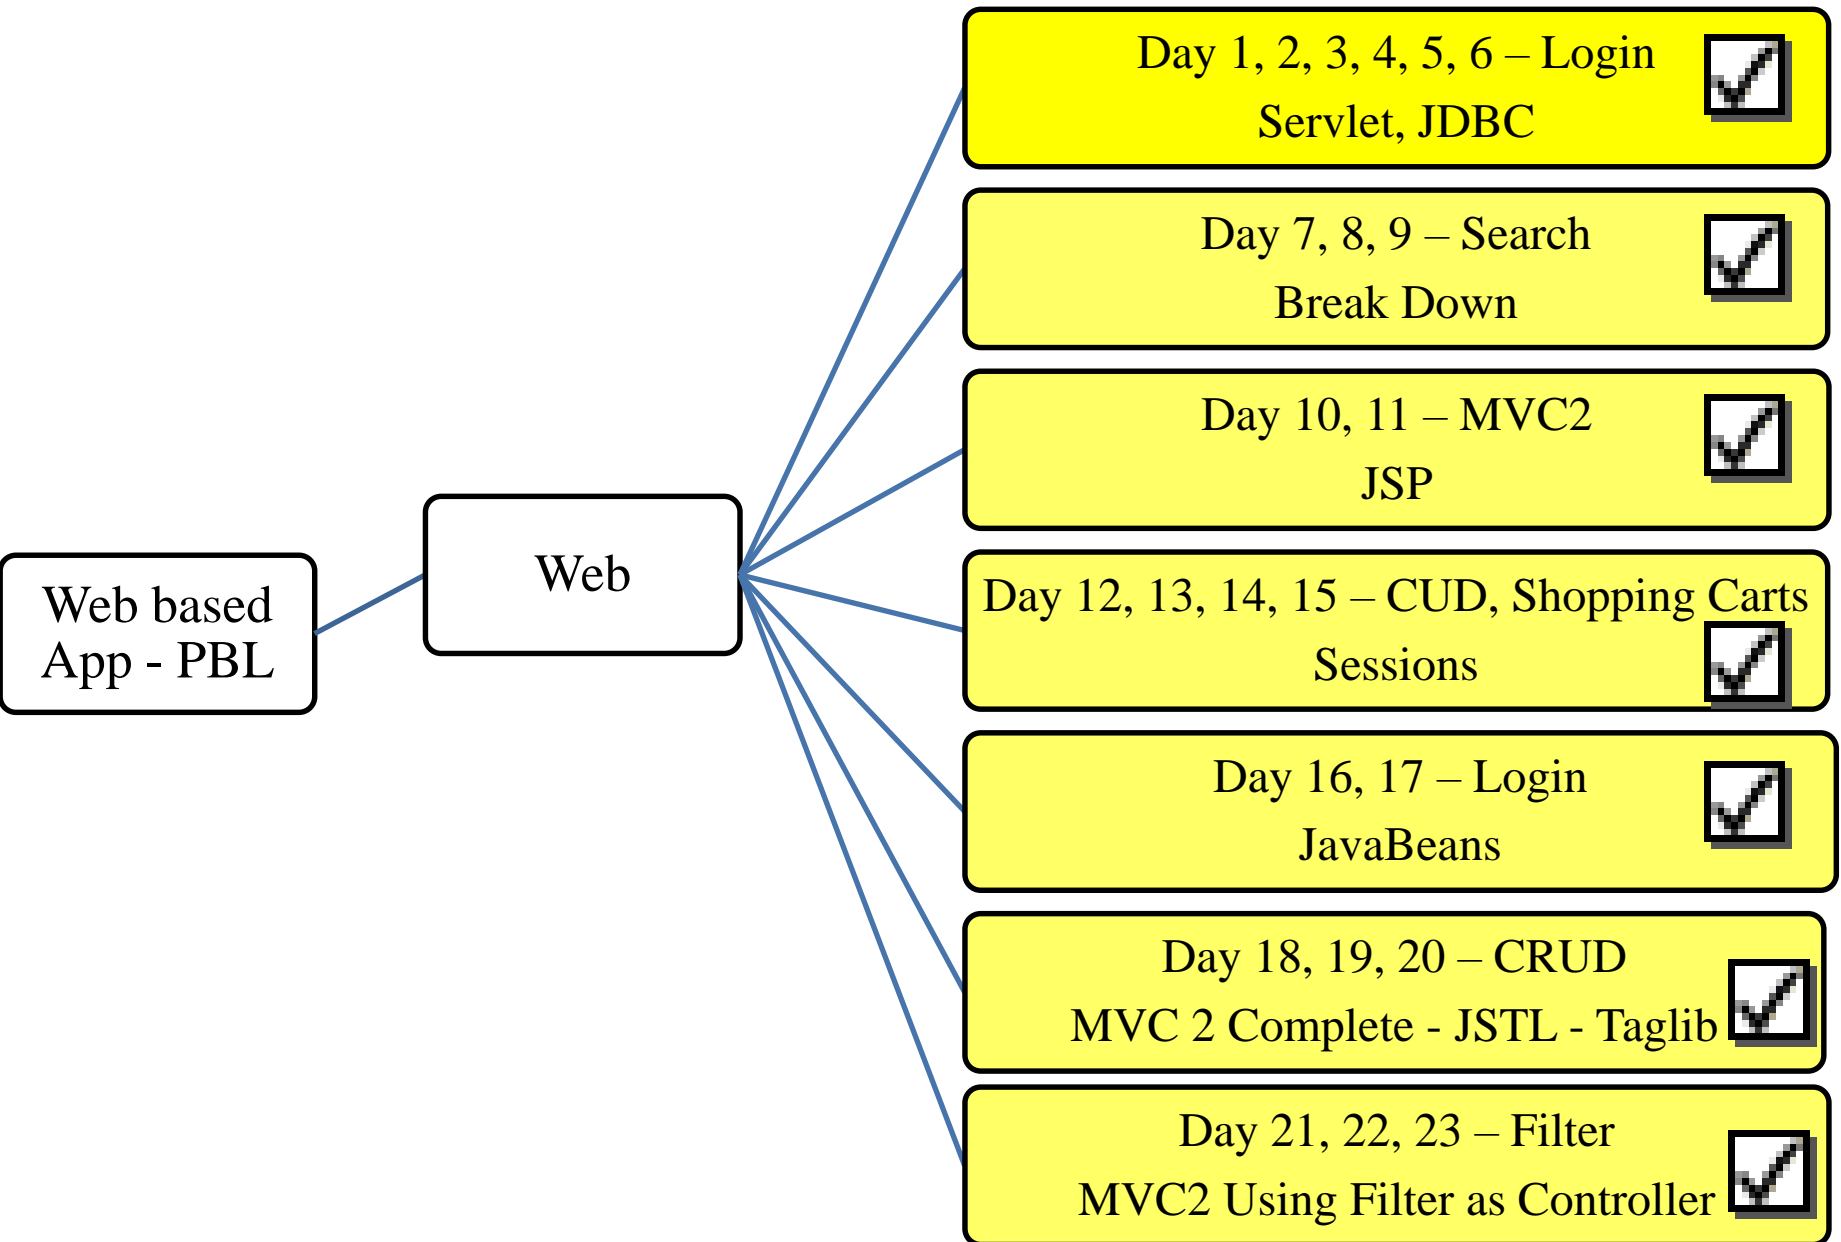 Web based
App - PBL
Web
Day 1, 2, 3, 4, 5, 6 – Login
Servlet, JDBC
Day 7, 8, 9 – Search
Break Down
Day 10, 11 – MVC2
JSP
Day 12, 13, 14, 15 – CUD, Shopping Carts
Sessions
Day 16, 17 – Login
JavaBeans
Day 18, 19, 20 – CRUD
MVC 2 Complete - JSTL - Taglib
Day 21, 22, 23 – Filter
MVC2 Using Filter as Controller